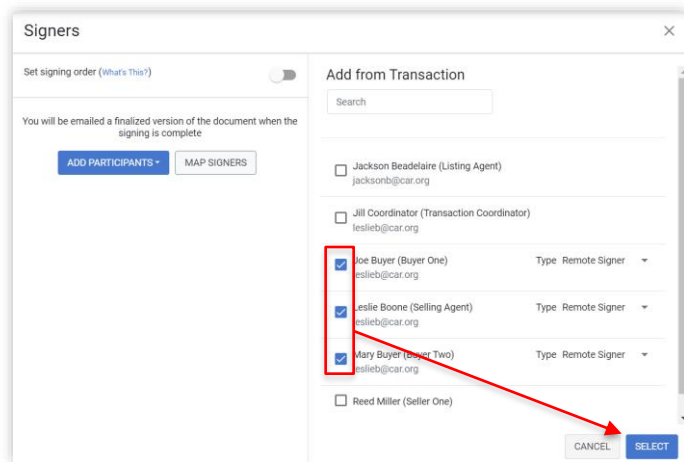 Signers
Set signing order (What's This?)
You will be emailed a finalized version of the document when the
signing is complete
ADD PARTICIPANTS
MAP SIGNERS
Add from Transaction
Search
Jackson Beadelaire (Listing Agent)
jacksonb@car.org
Jill Coordinator (Transaction Coordinator)
leslieb@car.org
Joe Buyer (Buyer One)
Type Remote Signer
leslieb@car.org
Leslie Boone (Selling Agent)
Type Remote Signer
leslieb@car.org
Mary Buyer (Buyer Two)
Type Remote Signer
leslieb@car.org
Reed Miller (Seller One)
CANCEL
SELECT